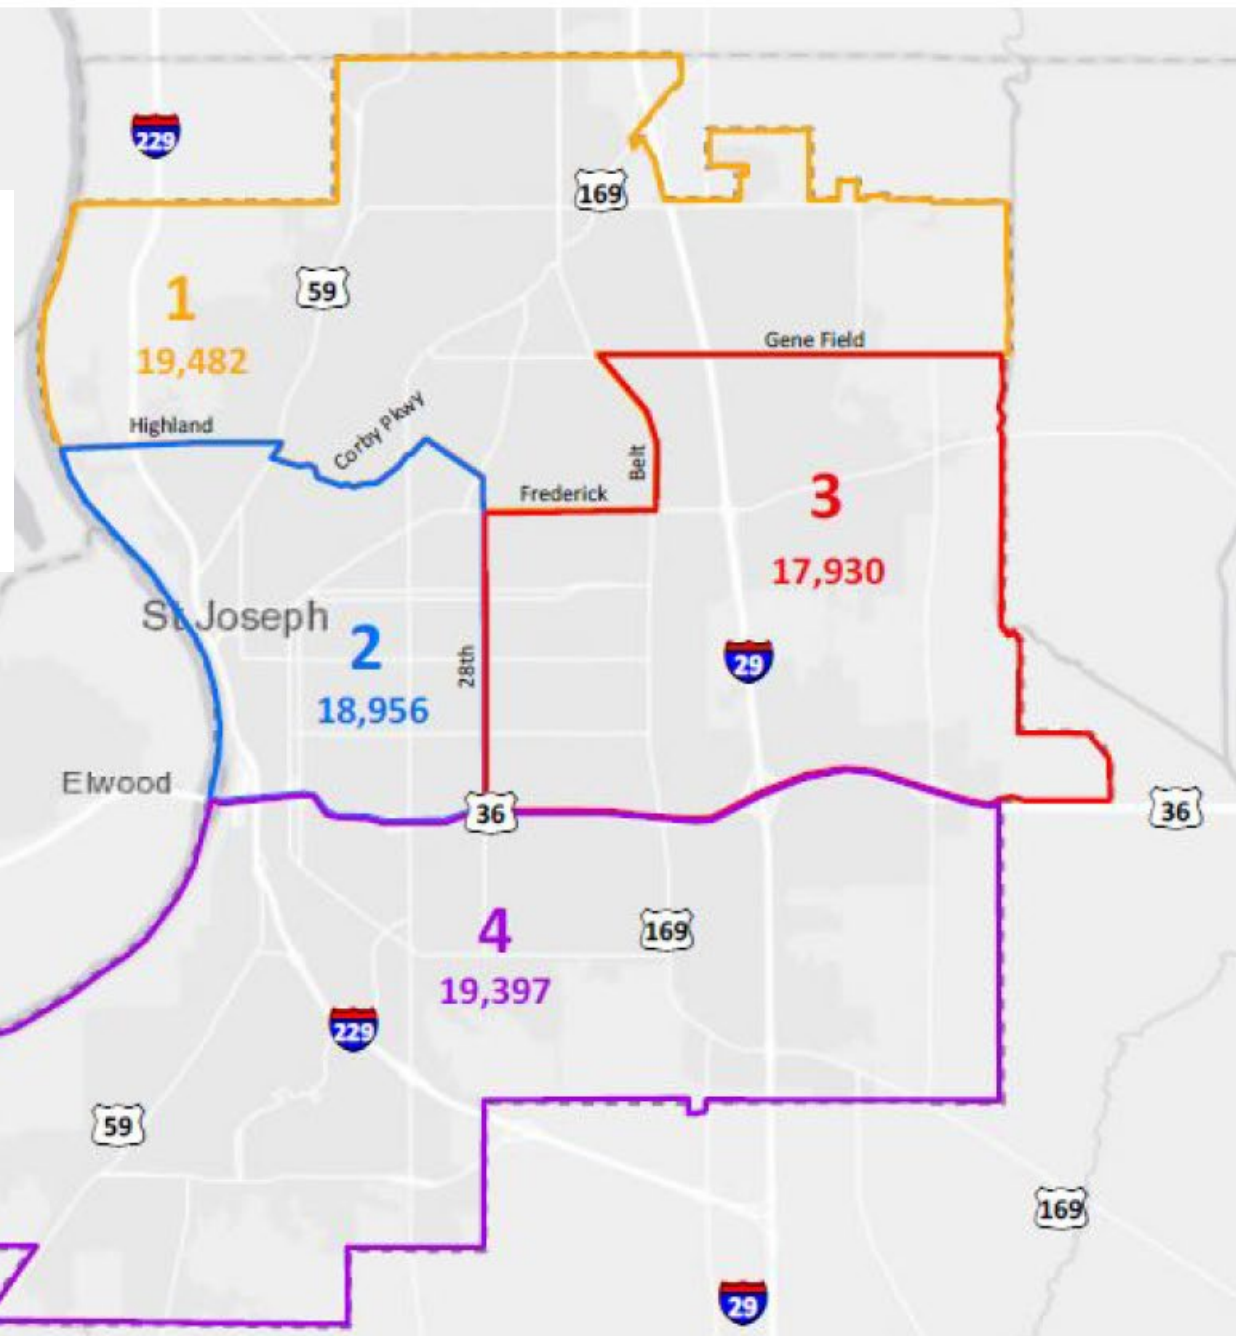 229
169
59
1
19,482
Gene Field
Highland
Corby Pkwy
Belt
Frederick
3
17,930
St Joseph
2
18,956
28th
29
Elwood
36
36
4
19,397
169
229
59
169
29